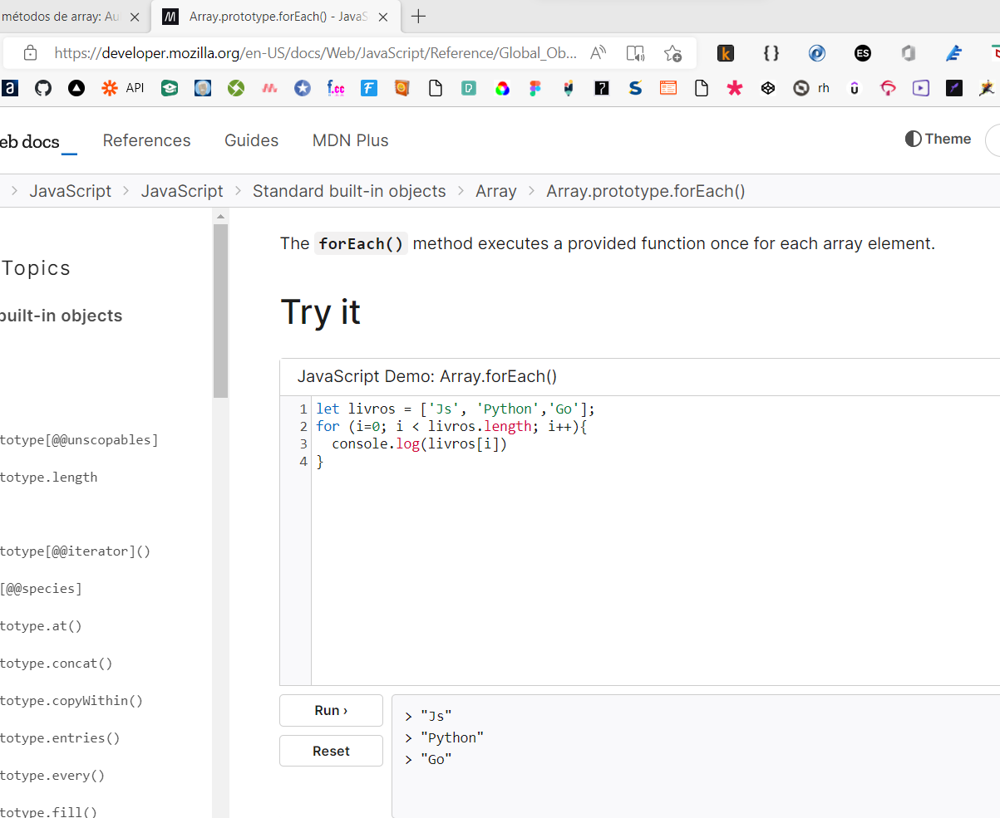 métodos de array: Au
Array.prototype.forEach() - JavaS
https://developer.mozilla.org/en-US/docs/Web/JavaScript/Reference/Global_Ob...
API
rh
eb docs_ References Guides MDN Plus Theme
JavaScript > JavaScript > Standard built-in objects > Array > Array.prototype.forEach()
Topics
built-in objects
totype[@@unscopables]
totype.length
totype[@@iterator]()
[@@species]
totype.at()
totype.concat()
totype.copyWithin()
totype.entries()
totype.every()
totype.fill()
The forEach() method executes a provided function once for each array element.
Try it
JavaScript Demo: Array.forEach()
1 let livros = ['Js', 'Python','Go'];
2 for (i=0; i < livros.length; i++){
3 console.log(livros[i])
4 }
Run ›
Reset
> "Js"
> "Python"
> "Go"